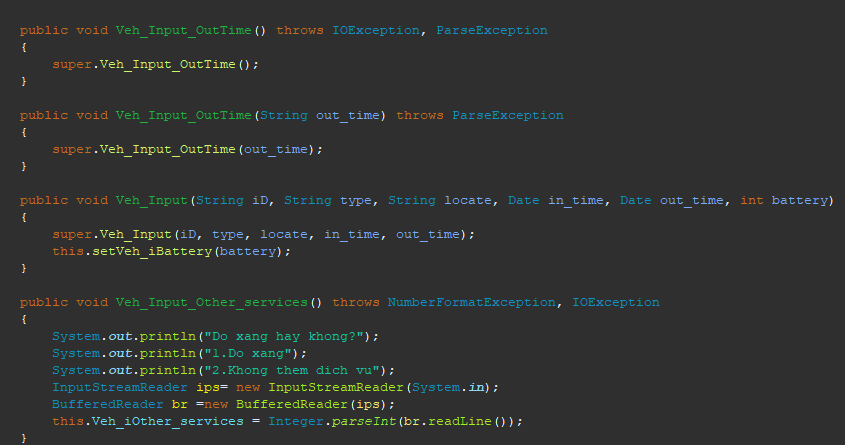 public void Veh_Input_OutTime() throws IOException, ParseException
{
super.Veh_Input_OutTime();
}
public void Veh_Input_OutTime(String out_time) throws ParseException
{
super.Veh_Input_OutTime(out_time);
}
public void Veh_Input(String iD, String type, String locate, Date in_time, Date out_time, int battery)
{
super.Veh_Input(iD, type, locate, in_time, out_time);
this.setVeh_iBattery(battery);
}
public void Veh_Input_Other_services() throws NumberFormatException, IOException
{
System.out.println("Do xang hay khong?");
System.out.println("1.Do xang");
System.out.println("2.Khong them dich vu");
InputStreamReader ips= new InputStreamReader(System.in);
BufferedReader br =new BufferedReader(ips);
this.Veh_iOther_services = Integer.parseInt(br.readLine());
}